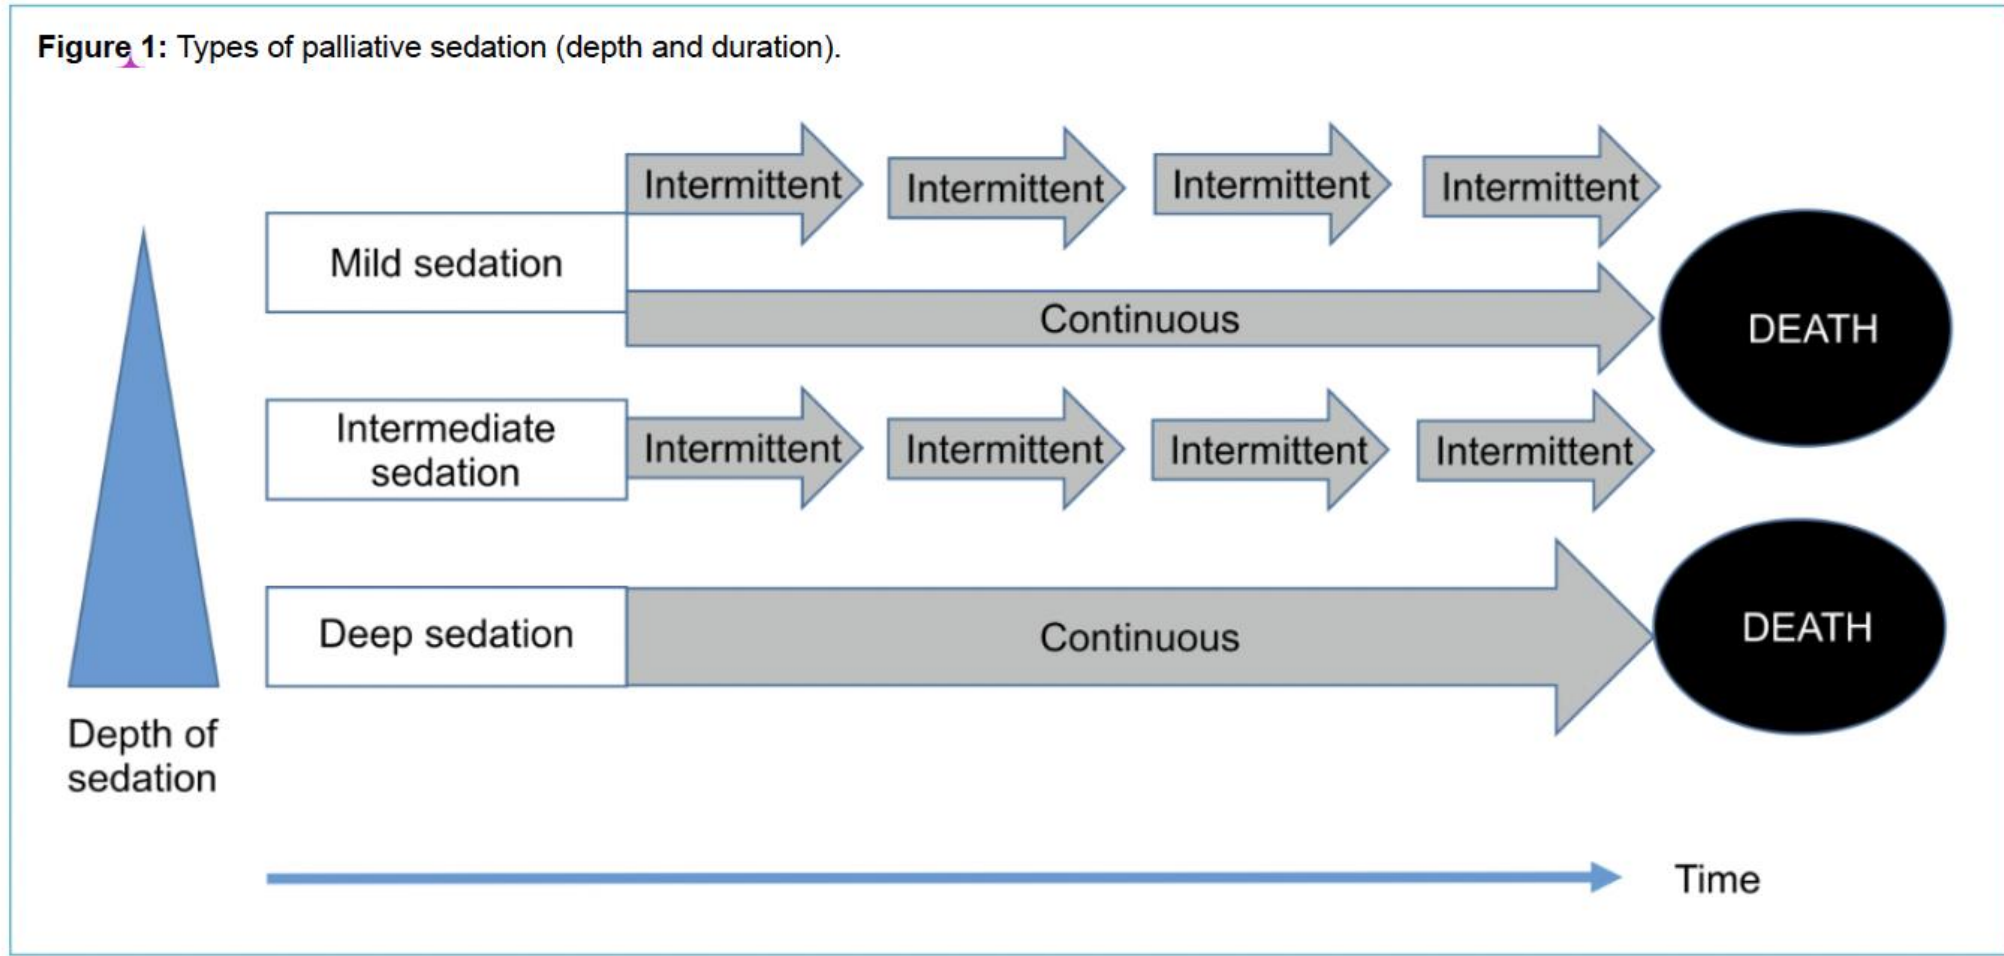 Figure 1: Types of palliative sedation (depth and duration).
Intermittent Intermittent Intermittent Intermittent
Mild sedation
Continuous
DEATH
Intermediate
sedation
Intermittent Intermittent Intermittent Intermittent
Deep sedation
Continuous
DEATH
Depth of
sedation
Time